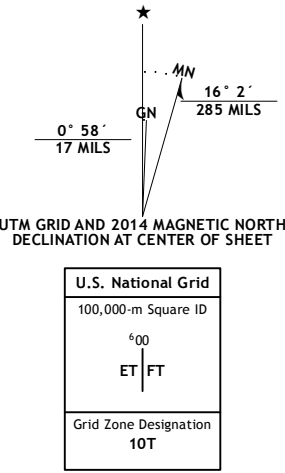 ★
MN
16° 2´
285 MILS
GN
0° 58´
17 MILS
UTM GRID AND 2014 MAGNETIC NORTH
DECLINATION AT CENTER OF SHEET
U.S. National Grid
100,000-m Square ID
⁶00
ET FT
Grid Zone Designation
10T